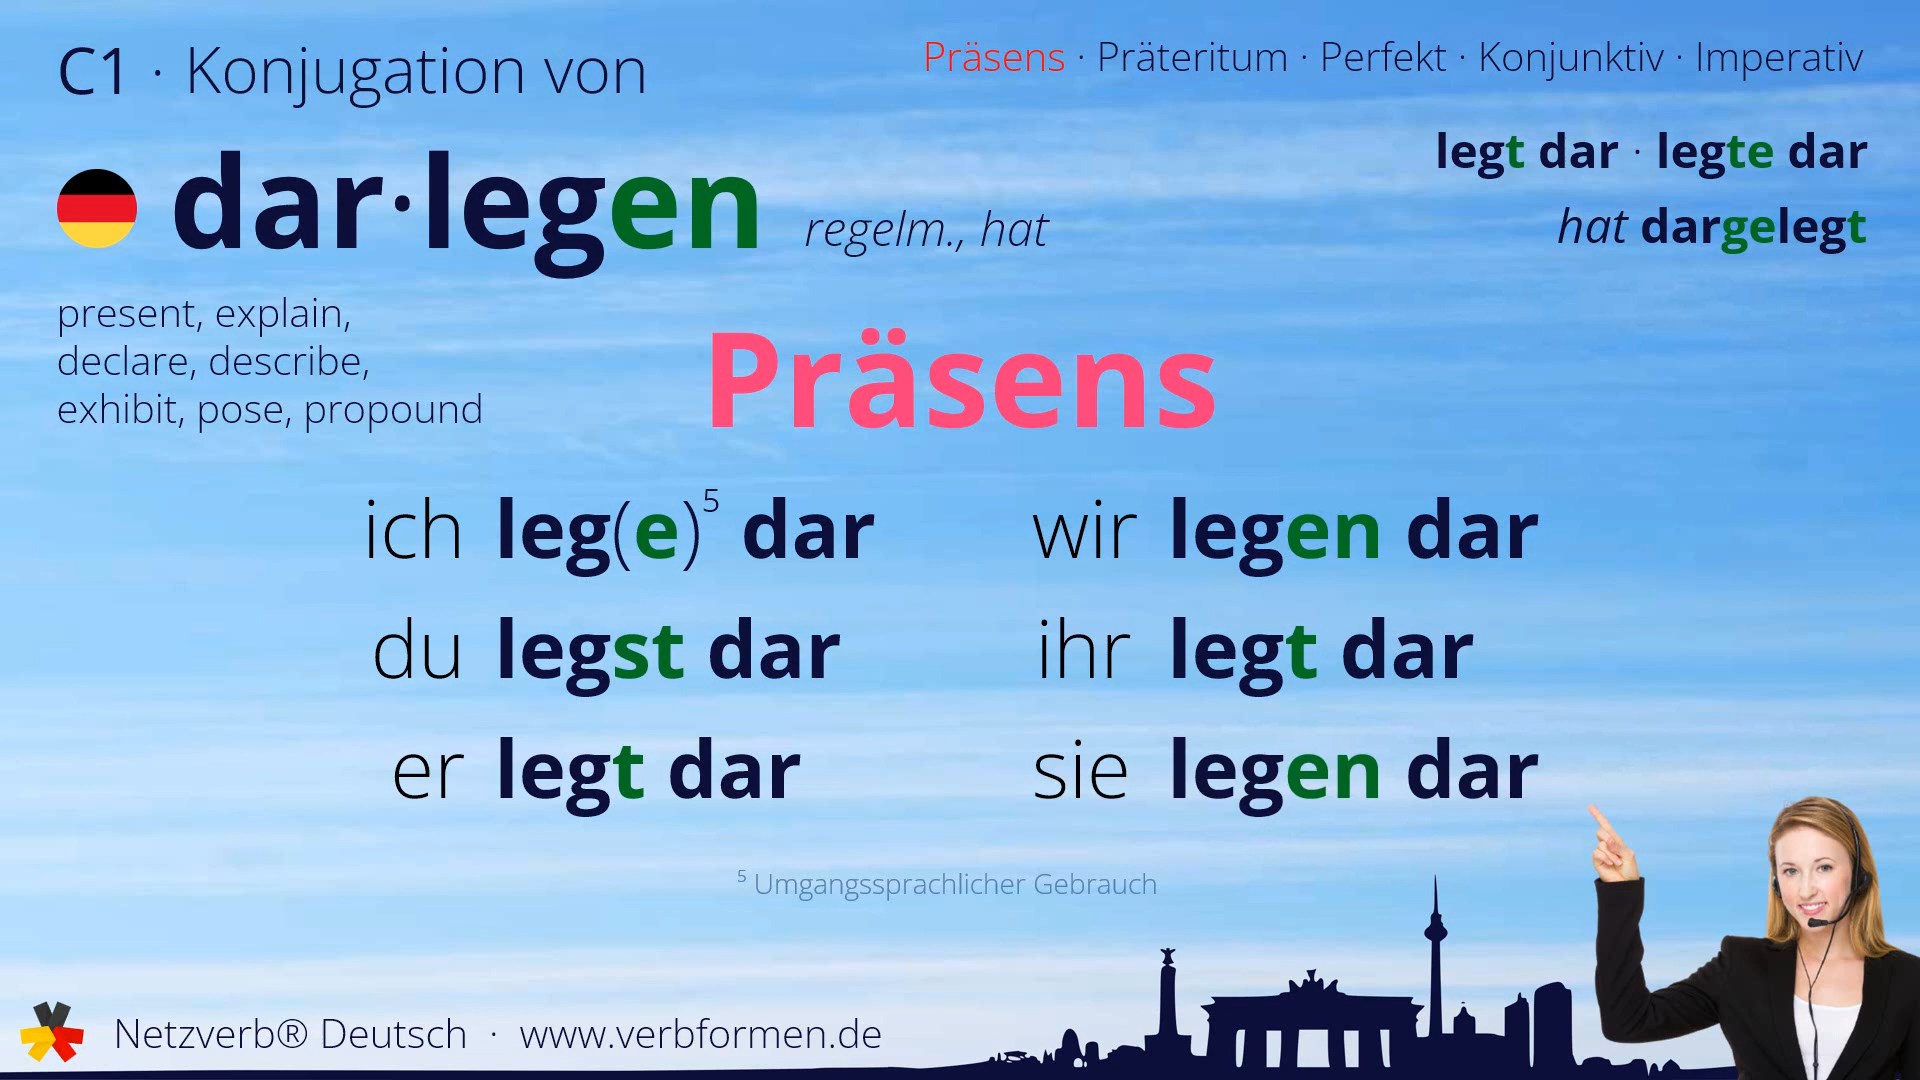 C1 · Konjugation von
Präsens · Präteritum · Perfekt · Konjunktiv · Imperativ
dar·legen regelm., hat
legt dar · legte dar
hat dargelegt
present, explain,
declare, describe,
exhibit, pose, propound
Präsens
ich leg(e)⁵ dar
du legst dar
er legt dar
wir legen dar
ihr legt dar
sie legen dar
⁵ Umgangssprachlicher Gebrauch
Netzverb® Deutsch · www.verbformen.de